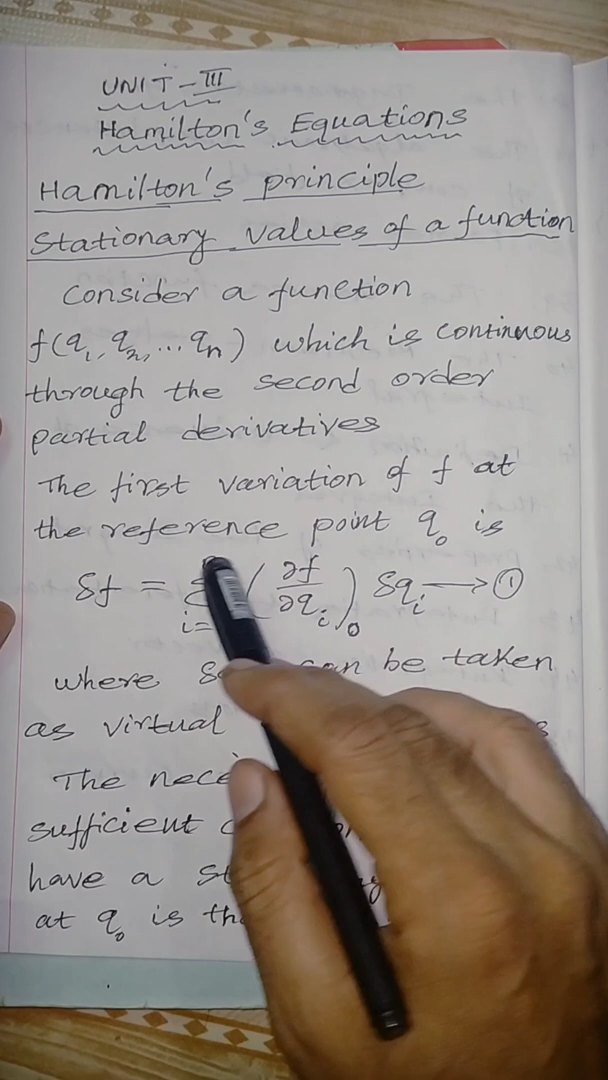 UNIT - III
Hamilton's Equations
Hamilton's principle
Stationary values of a function
Consider a function
f(q₁, q₂, ... qₙ) which is continuous
through the second order
partial derivatives
The first variation of f at
the reference point q₀ is
δf = Σ i= (∂f/∂qᵢ)₀ δqᵢ → ①
where can be taken
as virtual
The
sufficient
have a
at q₀ is